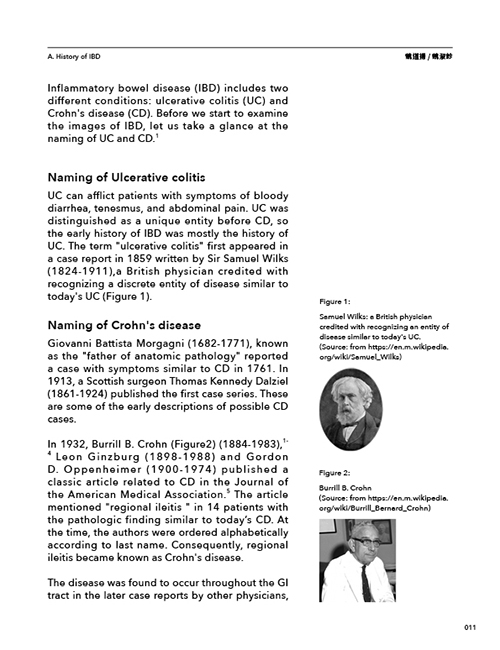 A. History of IBD
Inflammatory bowel disease (IBD) includes two
different conditions: ulcerative colitis (UC) and
Crohn's disease (CD). Before we start to examine
the images of IBD, let us take a glance at the
naming of UC and CD.1
Naming of Ulcerative colitis
UC can afflict patients with symptoms of bloody
diarrhea, tenesmus, and abdominal pain. UC was
distinguished as a unique entity before CD, so
the early history of IBD was mostly the history of
UC. The term "ulcerative colitis" first appeared in
a case report in 1859 written by Sir Samuel Wilks
(1824-1911),a British physician credited with
recognizing a discrete entity of disease similar to
today's UC (Figure 1).
Naming of Crohn's disease
Giovanni Battista Morgagni (1682-1771), known
as the "father of anatomic pathology" reported
a case with symptoms similar to CD in 1761. In
1913, a Scottish surgeon Thomas Kennedy Dalziel
(1861-1924) published the first case series. These
are some of the early descriptions of possible CD
cases.
In 1932, Burrill B. Crohn (Figure2) (1884-1983),1-
4 Leon Ginzburg (1898-1988) and Gordon
D. Oppenheimer (1900-1974) published a
classic article related to CD in the Journal of
the American Medical Association.5 The article
mentioned "regional ileitis " in 14 patients with
the pathologic finding similar to today's CD. At
the time, the authors were ordered alphabetically
according to last name. Consequently, regional
ileitis became known as Crohn's disease.
The disease was found to occur throughout the GI
tract in the later case reports by other physicians,
Figure 1:
Samuel Wilks: a British physician
credited with recognizing an entity of
disease similar to today's UC.
(Source: from https://en.m.wikipedia.
org/wiki/Samuel_Wilks)
Figure 2:
Burrill B. Crohn
(Source: from https://en.m.wikipedia.
org/wiki/Burrill_Bernard_Crohn)
011